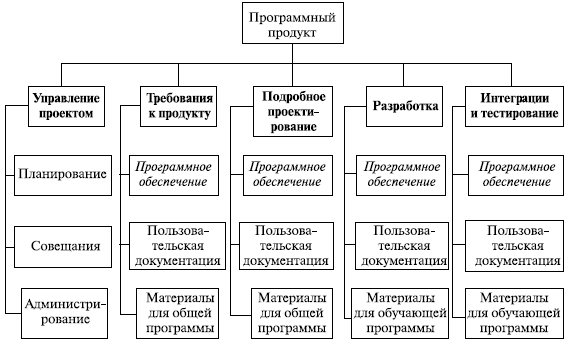 Программный
продукт
Управление
проектом
Требования
к продукту
Подробное
проекти-
рование
Разработка
Интеграции
и тестирование
Планирование
Программное
обеспечение
Программное
обеспечение
Программное
обеспечение
Программное
обеспечение
Совещания
Пользова-
тельская
документация
Пользова-
тельская
документация
Пользова-
тельская
документация
Пользова-
тельская
документация
Администри-
рование
Материалы
для общей
программы
Материалы
для общей
программы
Материалы
для обучающей
программы
Материалы
для обучающей
программы